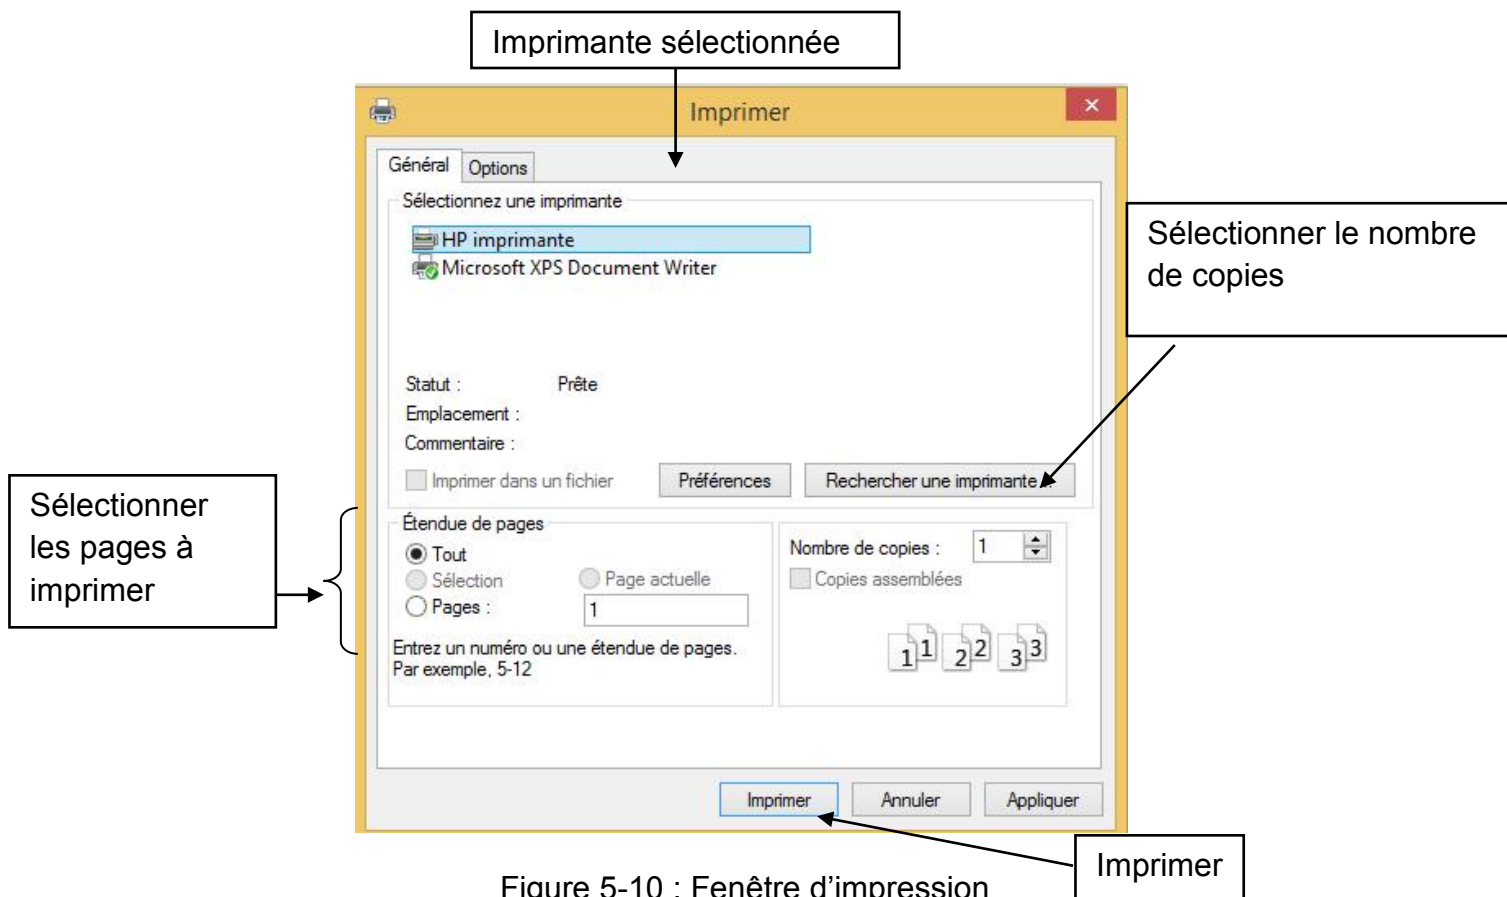 Imprimante sélectionnée
Imprimer
Général
Options
Sélectionnez une imprimante
HP imprimante
Microsoft XPS Document Writer
Sélectionner le nombre
de copies
Statut :
Prête
Emplacement :
Commentaire :
Imprimer dans un fichier
Préférences
Rechercher une imprimante...
Sélectionner
les pages à
imprimer
Étendue de pages
Tout
Sélection
Page actuelle
Pages :
1
Entrez un numéro ou une étendue de pages.
Par exemple, 5-12
Nombre de copies :
1
Copies assemblées
1 1 2 2 3 3
Imprimer
Annuler
Appliquer
Imprimer
Figure 5-10 : Fenêtre d’impression